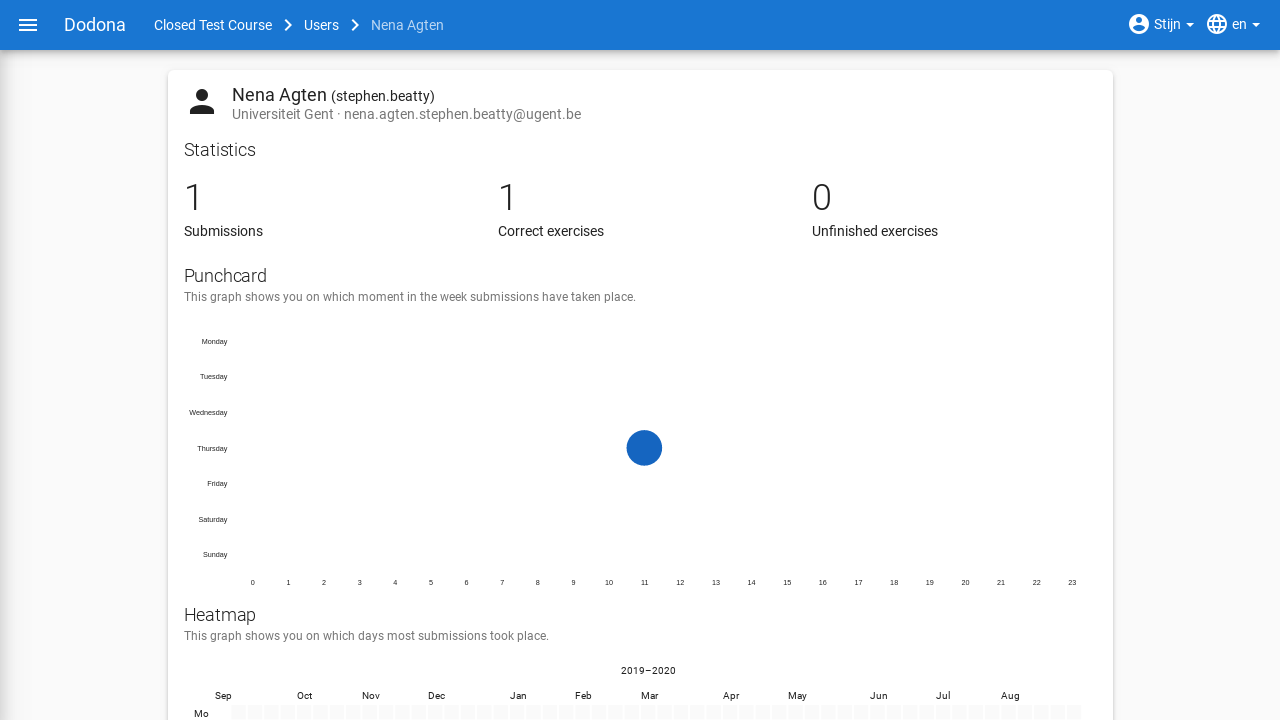 Dodona Closed Test Course Users Nena Agten Stijn en
Nena Agten (stephen.beatty)
Universiteit Gent · nena.agten.stephen.beatty@ugent.be
Statistics
1 1 0
Submissions Correct exercises Unfinished exercises
Punchcard
This graph shows you on which moment in the week submissions have taken place.
Monday
Tuesday
Wednesday
Thursday
Friday
Saturday
Sunday
0 1 2 3 4 5 6 7 8 9 10 11 12 13 14 15 16 17 18 19 20 21 22 23
Heatmap
This graph shows you on which days most submissions took place.
2019–2020
Sep Oct Nov Dec Jan Feb Mar Apr May Jun Jul Aug
Mo